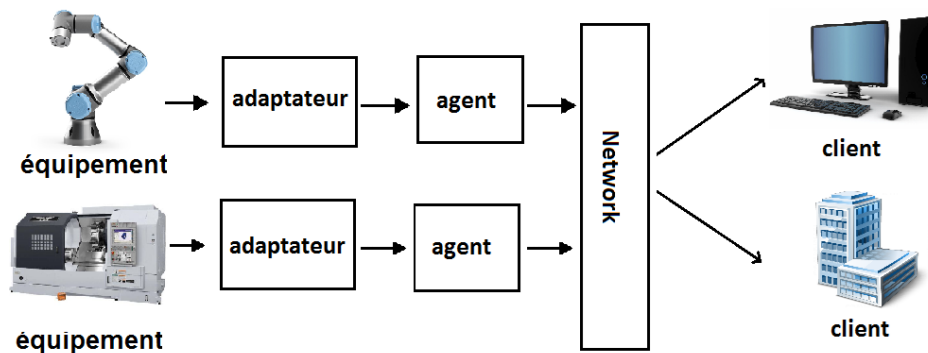 adaptateur
agent
Network
équipement
client
adaptateur
agent
équipement
client